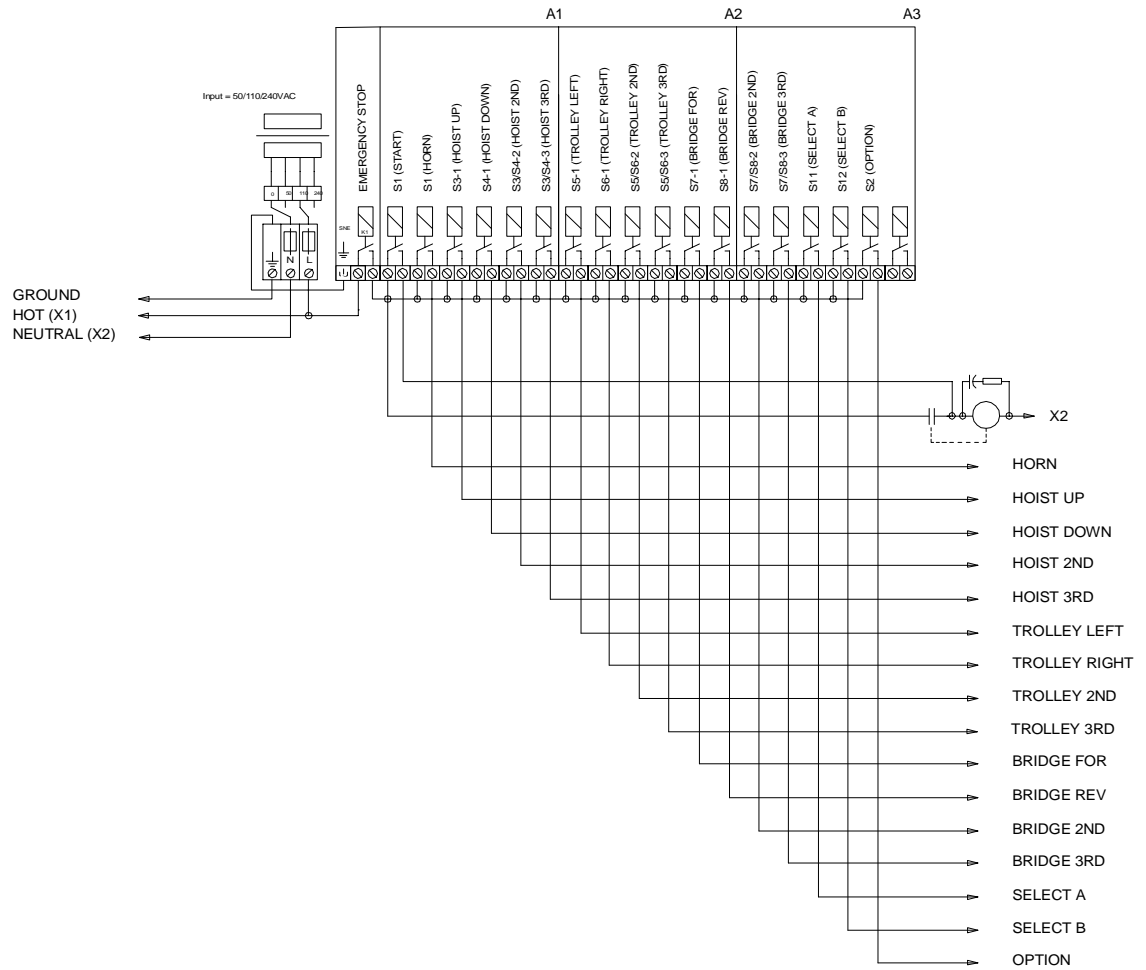 A1
A2
A3
Input = 50/110/240VAC
EMERGENCY STOP
S1 (START)
S1 (HORN)
S3-1 (HOIST UP)
S4-1 (HOIST DOWN)
S3/S4-2 (HOIST 2ND)
S3/S4-3 (HOIST 3RD)
S5-1 (TROLLEY LEFT)
S6-1 (TROLLEY RIGHT)
S5/S6-2 (TROLLEY 2ND)
S5/S6-3 (TROLLEY 3RD)
S7-1 (BRIDGE FOR)
S8-1 (BRIDGE REV)
S7/S8-2 (BRIDGE 2ND)
S7/S8-3 (BRIDGE 3RD)
S11 (SELECT A)
S12 (SELECT B)
S2 (OPTION)
0 50 110 240
SNE
K1
N L
GROUND
HOT (X1)
NEUTRAL (X2)
X2
HORN
HOIST UP
HOIST DOWN
HOIST 2ND
HOIST 3RD
TROLLEY LEFT
TROLLEY RIGHT
TROLLEY 2ND
TROLLEY 3RD
BRIDGE FOR
BRIDGE REV
BRIDGE 2ND
BRIDGE 3RD
SELECT A
SELECT B
OPTION